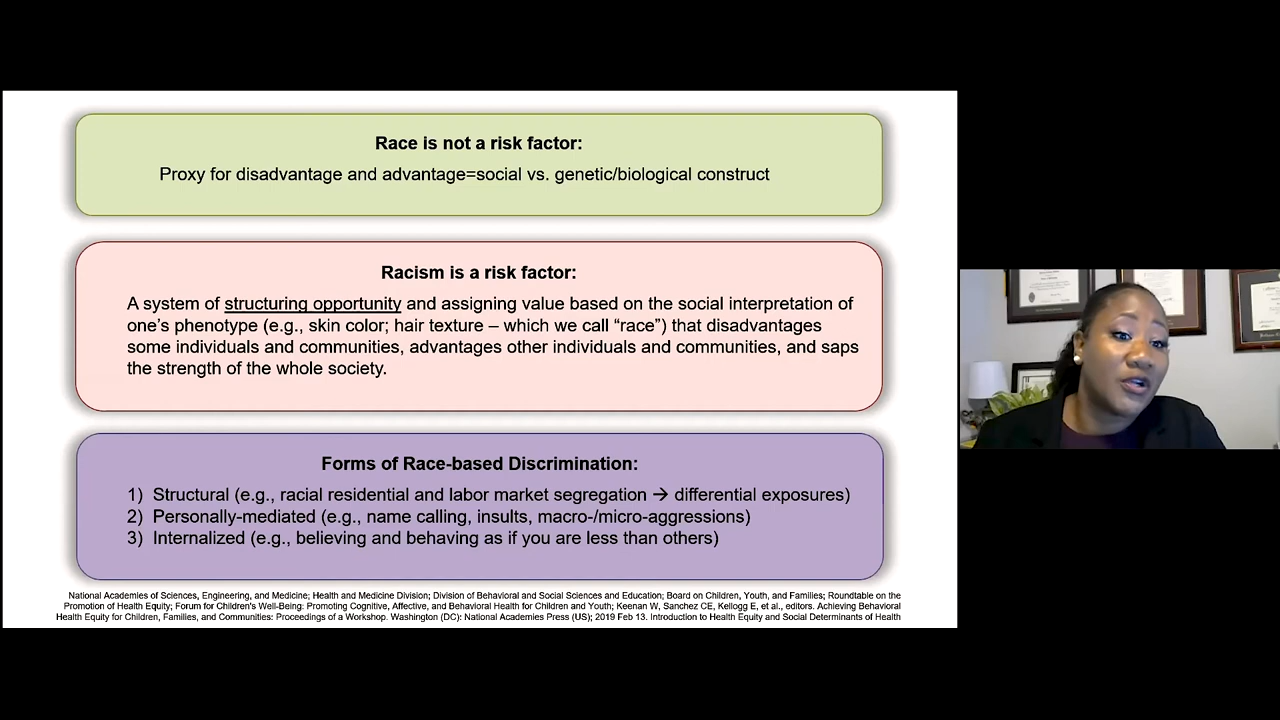 Race is not a risk factor:
Proxy for disadvantage and advantage=social vs. genetic/biological construct
Racism is a risk factor:
A system of structuring opportunity and assigning value based on the social interpretation of
one’s phenotype (e.g., skin color; hair texture – which we call “race”) that disadvantages
some individuals and communities, advantages other individuals and communities, and saps
the strength of the whole society.
Forms of Race-based Discrimination:
1) Structural (e.g., racial residential and labor market segregation → differential exposures)
2) Personally-mediated (e.g., name calling, insults, macro-/micro-aggressions)
3) Internalized (e.g., believing and behaving as if you are less than others)
National Academies of Sciences, Engineering, and Medicine; Health and Medicine Division; Division of Behavioral and Social Sciences and Education; Board on Children, Youth, and Families; Roundtable on the
Promotion of Health Equity; Forum for Children's Well-Being: Promoting Cognitive, Affective, and Behavioral Health for Children and Youth; Keenan W, Sanchez CE, Kellogg E, et al., editors. Achieving Behavioral
Health Equity for Children, Families, and Communities: Proceedings of a Workshop. Washington (DC): National Academies Press (US); 2019 Feb 13. Introduction to Health Equity and Social Determinants of Health